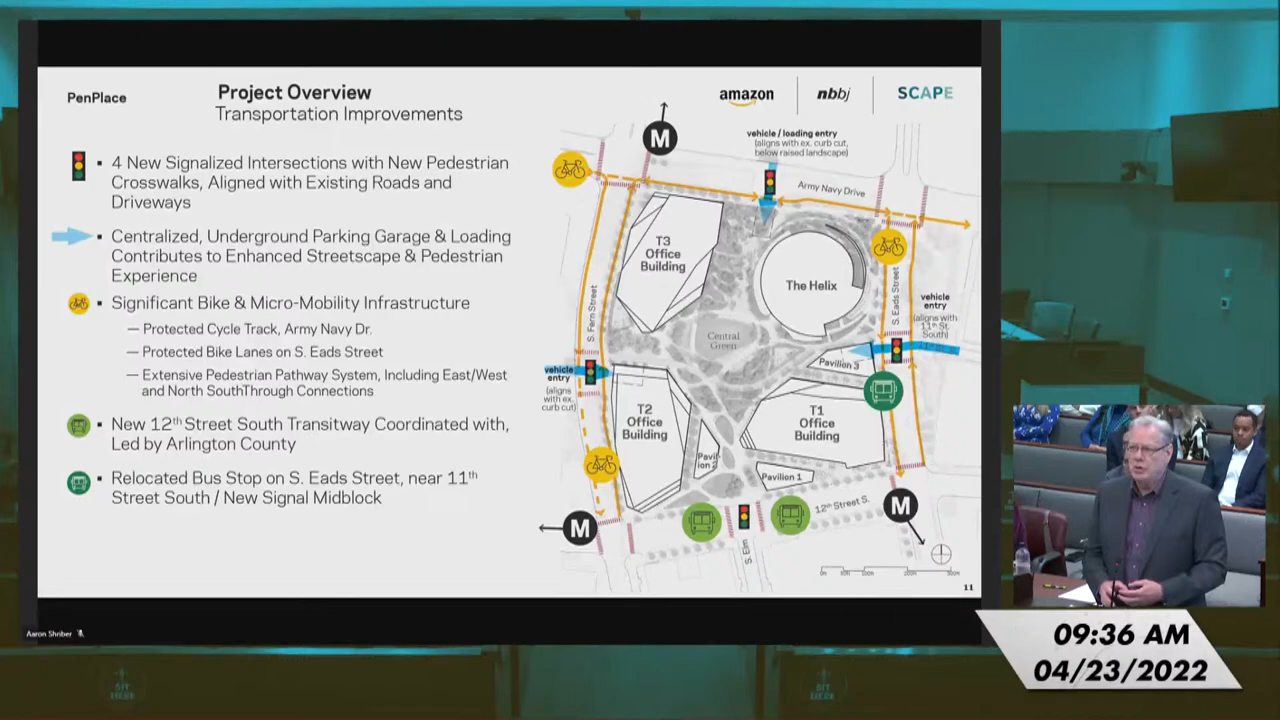 PenPlace
Project Overview
Transportation Improvements
amazon
nbbj
SCAPE
4 New Signalized Intersections with New Pedestrian
Crosswalks, Aligned with Existing Roads and
Driveways
Centralized, Underground Parking Garage & Loading
Contributes to Enhanced Streetscape & Pedestrian
Experience
Significant Bike & Micro-Mobility Infrastructure
— Protected Cycle Track, Army Navy Dr.
— Protected Bike Lanes on S. Eads Street
— Extensive Pedestrian Pathway System, Including East/West
and North SouthThrough Connections
New 12th Street South Transitway Coordinated with,
Led by Arlington County
Relocated Bus Stop on S. Eads Street, near 11th
Street South / New Signal Midblock
M
vehicle / loading entry
(aligns with ex. curb cut,
below raised landscape)
Army Navy Drive
T3
Office
Building
The Helix
S. Fern Street
S. Eads Street
vehicle
entry
(aligns with
11th St.
South)
Central
Green
Pavilion 3
vehicle
entry
(aligns
with ex.
curb cut)
T2
Office
Building
T1
Office
Building
Pavil-
ion 2
Pavilion 1
12th Street S.
M
M
S. Elm
11
Aaron Shriber
09:36 AM
04/23/2022
SIT
HERE
SIT
HERE